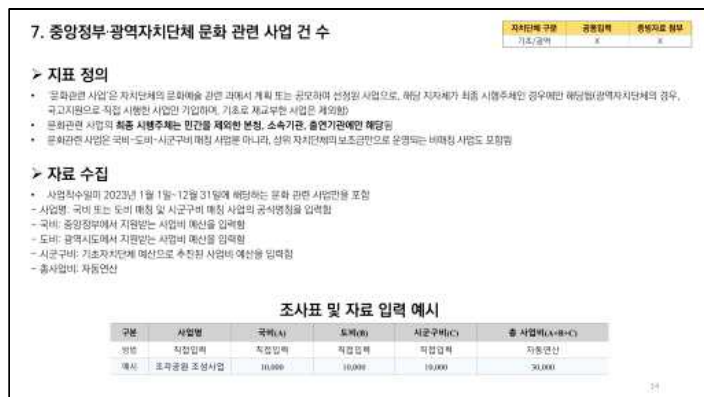 7. 중앙정부·광역자치단체 문화 관련 사업 건 수
자치단체 구분 공통입력 증빙자료 첨부
기초/광역 X X
➢ 지표 정의
• '문화관련 사업'은 자치단체의 문화예술 관련 과에서 계획 또는 공모하여 선정된 사업으로, 해당 지자체가 최종 시행주체인 경우에만 해당됨(광역자치단체의 경우,
국고지원으로 직접 시행한 사업만 기입하며, 기초로 재교부한 사업은 제외함)
• 문화관련 사업의 최종 시행주체는 민간을 제외한 본청, 소속기관, 출연기관에만 해당됨
• 문화관련 사업은 국비-도비-시군구비 매칭 사업뿐 아니라, 상위 자치단체의 보조금만으로 운영되는 비매칭 사업도 포함됨
➢ 자료 수집
• 사업착수일이 2023년 1월 1일~12월 31일에 해당하는 문화 관련 사업만을 포함
– 사업명: 국비 또는 도비 매칭 및 시군구비 매칭 사업의 공식명칭을 입력함
– 국비: 중앙정부에서 지원받는 사업비 예산을 입력함
– 도비: 광역시도에서 지원받는 사업비 예산을 입력함
– 시군구비: 기초자치단체 예산으로 추진된 사업비 예산을 입력함
– 총사업비: 자동연산
조사표 및 자료 입력 예시
구분 사업명 국비(A) 도비(B) 시군구비(C) 총 사업비(A+B+C)
방법 직접입력 직접입력 직접입력 직접입력 자동연산
예시 조각공원 조성사업 10,000 10,000 10,000 30,000
14